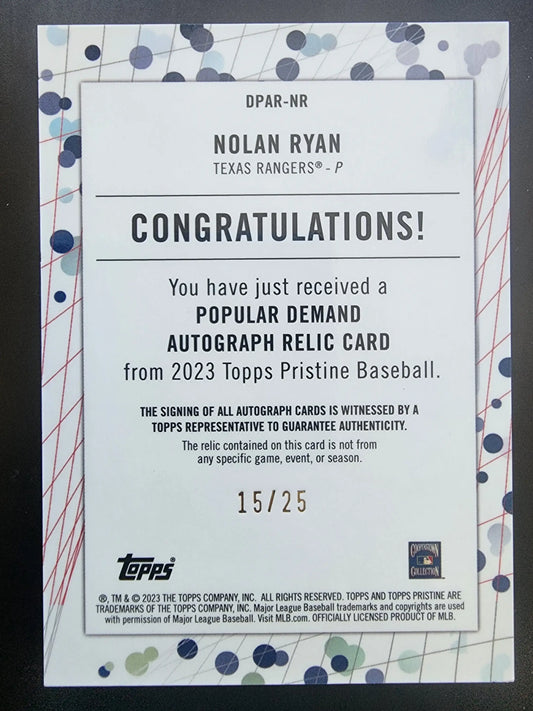 DPAR-NR
NOLAN RYAN
TEXAS RANGERS® - P
CONGRATULATIONS!
You have just received a
POPULAR DEMAND
AUTOGRAPH RELIC CARD
from 2023 Topps Pristine Baseball.
THE SIGNING OF ALL AUTOGRAPH CARDS IS WITNESSED BY A
TOPPS REPRESENTATIVE TO GUARANTEE AUTHENTICITY.
The relic contained on this card is not from
any specific game, event, or season.
15/25
Topps®
COOPERSTOWN
COLLECTION
®, TM & © 2023 THE TOPPS COMPANY, INC. ALL RIGHTS RESERVED. TOPPS AND TOPPS PRISTINE ARE
TRADEMARKS OF THE TOPPS COMPANY, INC. Major League Baseball trademarks and copyrights are used
with permission of Major League Baseball. Visit MLB.com. OFFICIALLY LICENSED PRODUCT OF MLB.